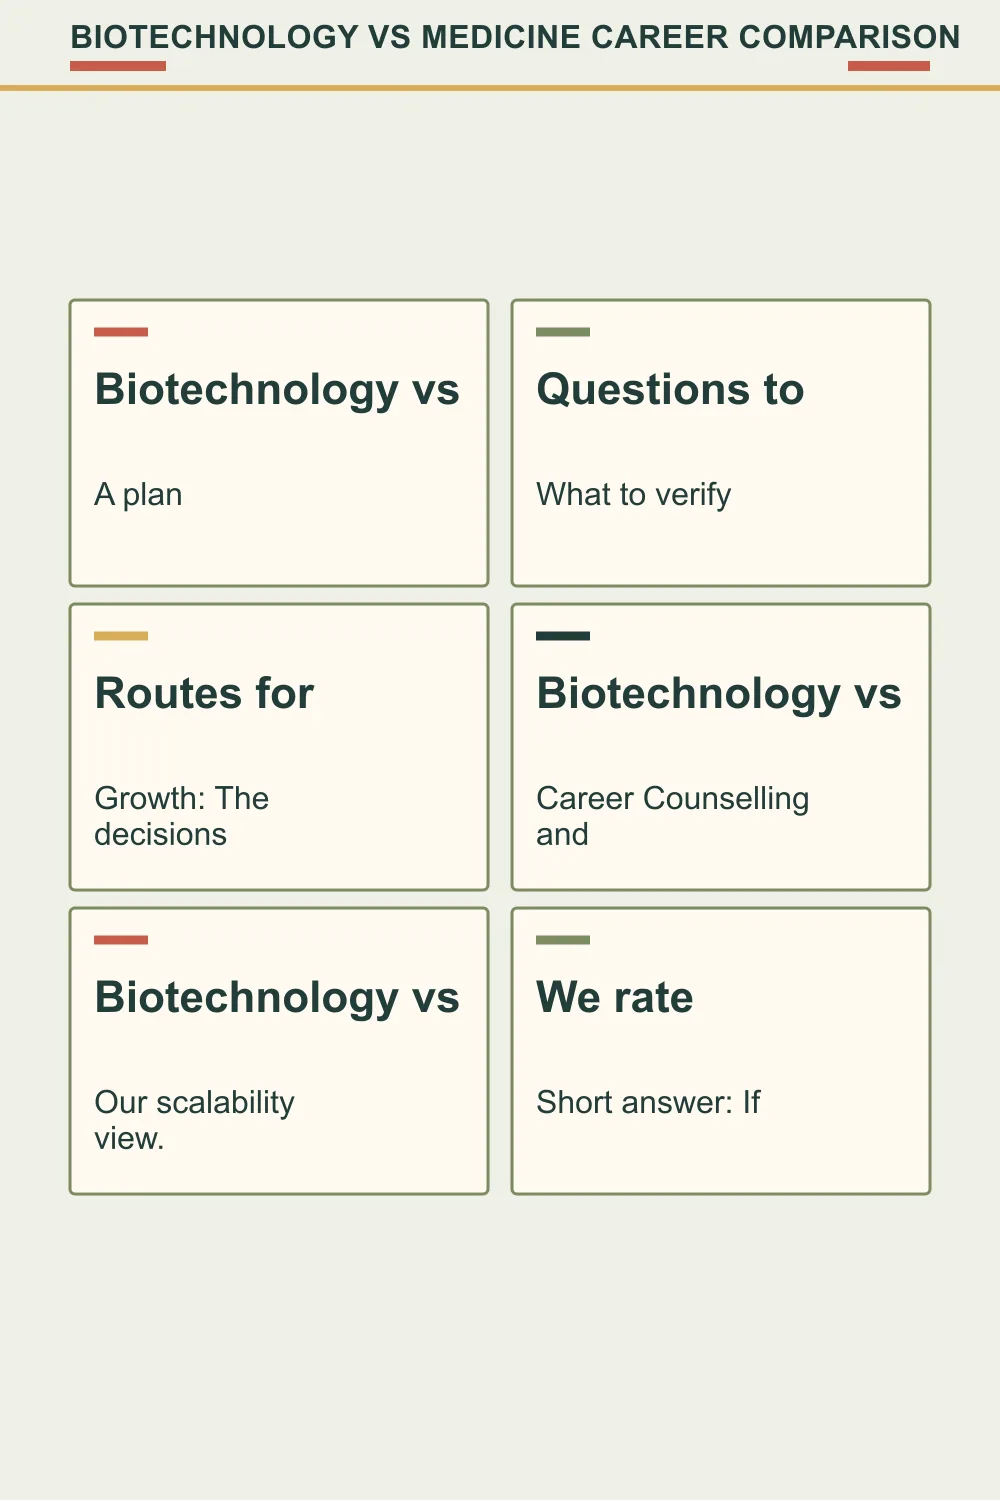 BIOTECHNOLOGY VS MEDICINE CAREER COMPARISON
Biotechnology vs
A plan
Questions to
What to verify
Routes for
Growth: The
decisions
Biotechnology vs
Career Counselling
and
Biotechnology vs
Our scalability
view.
We rate
Short answer: If